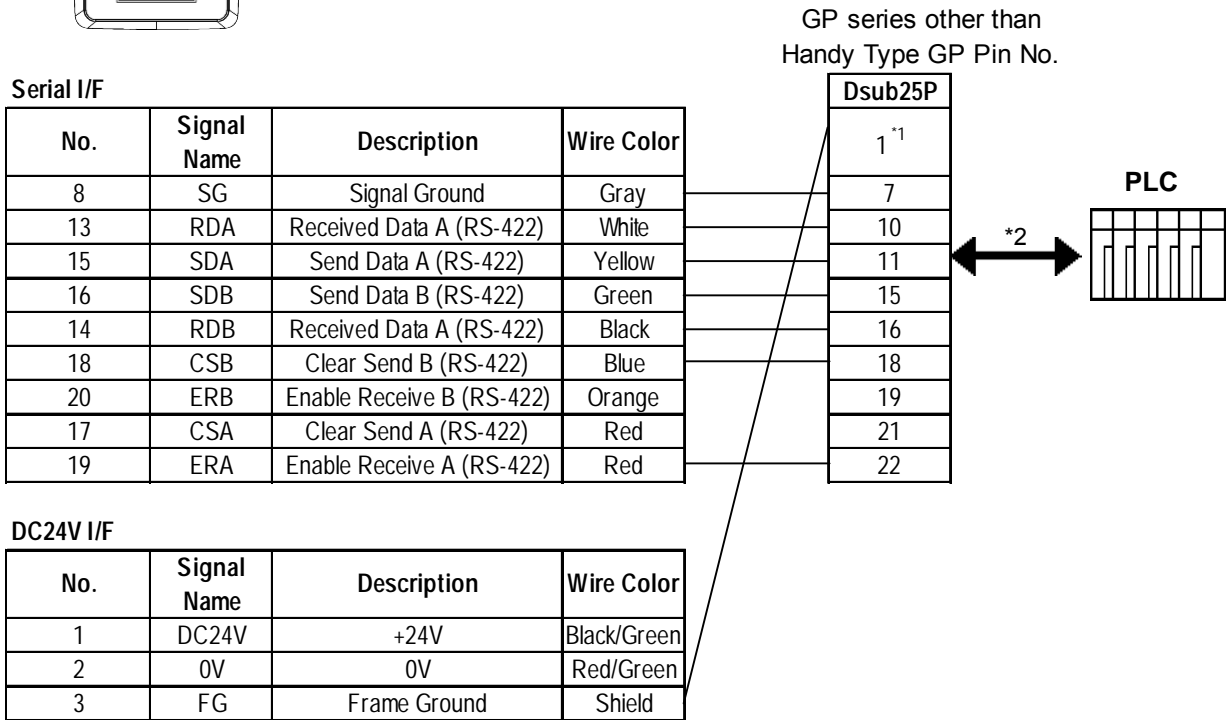 GP series other than
Handy Type GP Pin No.
Serial I/F
Dsub25P
No. Signal Name Description Wire Color 1 *1
8 SG Signal Ground Gray 7
13 RDA Received Data A (RS-422) White 10
15 SDA Send Data A (RS-422) Yellow 11
16 SDB Send Data B (RS-422) Green 15
14 RDB Received Data A (RS-422) Black 16
18 CSB Clear Send B (RS-422) Blue 18
20 ERB Enable Receive B (RS-422) Orange 19
17 CSA Clear Send A (RS-422) Red 21
19 ERA Enable Receive A (RS-422) Red 22
*2
PLC
DC24V I/F
No. Signal Name Description Wire Color
1 DC24V +24V Black/Green
2 0V 0V Red/Green
3 FG Frame Ground Shield